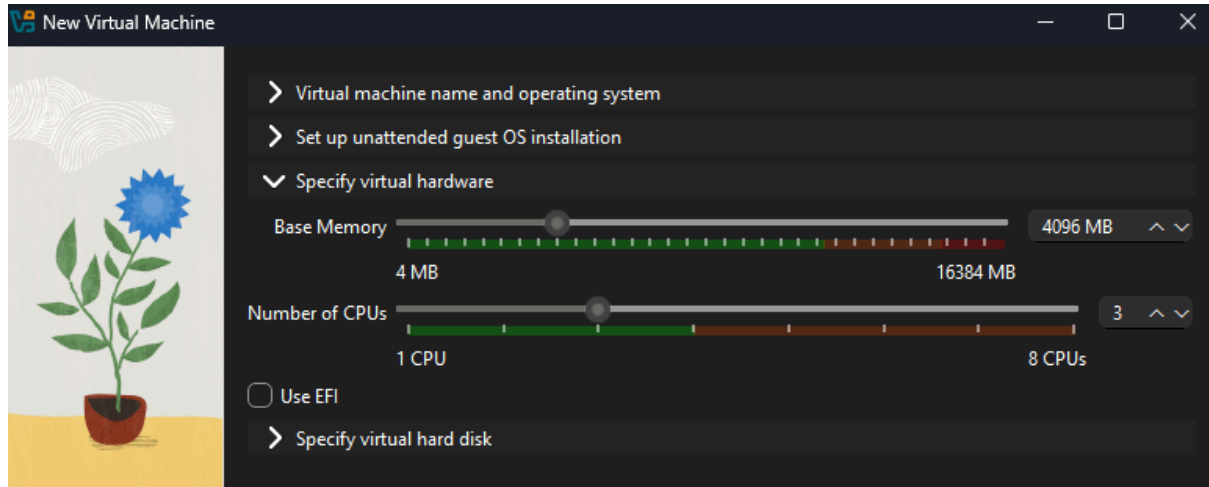 New Virtual Machine
Virtual machine name and operating system
Set up unattended guest OS installation
Specify virtual hardware
Base Memory 4096 MB
4 MB 16384 MB
Number of CPUs 3
1 CPU 8 CPUs
Use EFI
Specify virtual hard disk